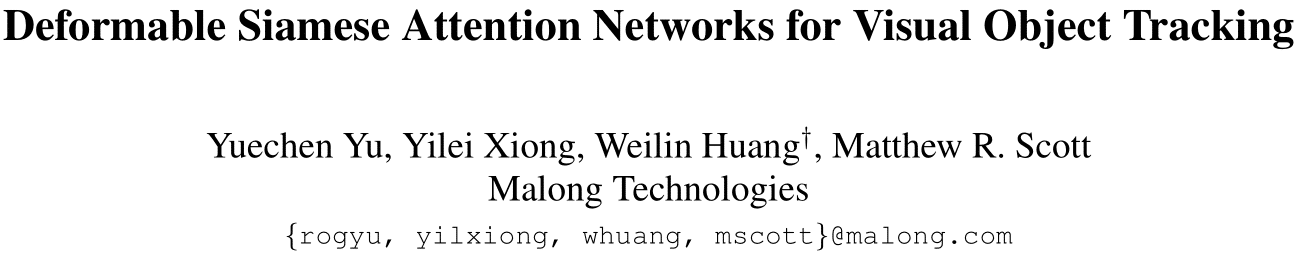 Deformable Siamese Attention Networks for Visual Object Tracking
Yuechen Yu, Yilei Xiong, Weilin Huang†, Matthew R. Scott
Malong Technologies
{rogyu, yilxiong, whuang, mscott}@malong.com